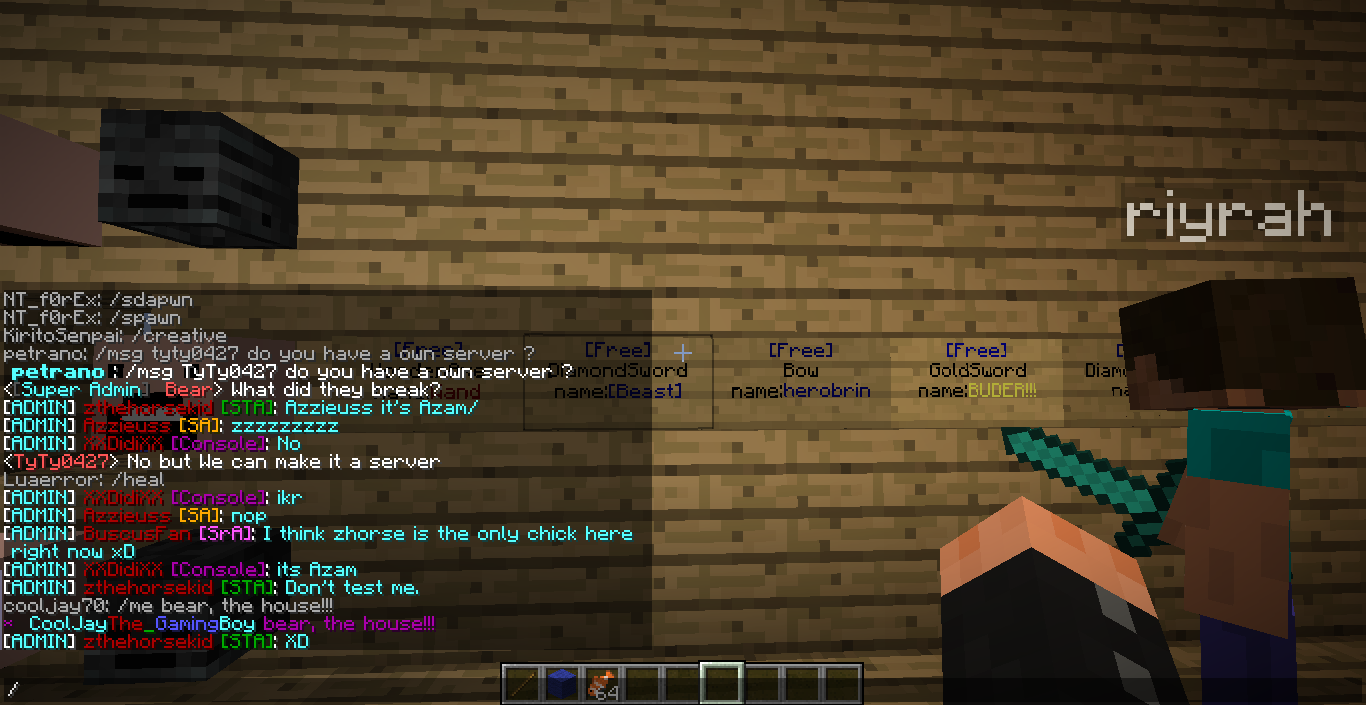 riyrah
NT_f0rEx: /sdapwn
NT_f0rEx: /spawn
KiritoSenpai: /creative
petrano: /msg tyty0427 do you have a own server ?
petrano : /msg TyTy0427 do you have a own server ?
<[Super Admin] Bear> What did they break?
[ADMIN] zthehorsekid [STA]: Azzieuss it's Azam/
[ADMIN] Azzieuss [SA]: zzzzzzzzz
[ADMIN] XXDidiXX [Console]: No
<TyTy0427> No but We can make it a server
Luaerror: /heal
[ADMIN] XXDidiXX [Console]: ikr
[ADMIN] Azzieuss [SA]: nop
[ADMIN] BuscusFan [SrA]: I think zhorse is the only chick here
right now xD
[ADMIN] XXDidiXX [Console]: its Azam
[ADMIN] zthehorsekid [STA]: Don't test me.
cooljay70: /me bear, the house!!!
* CoolJayThe_GamingBoy bear, the house!!!
[ADMIN] zthehorsekid [STA]: XD
/
[Free]
[Free]
DiamondSword
name:[Beast]
[Free]
Bow
name:herobrin
[Free]
GoldSword
name:BUDER!!!
64